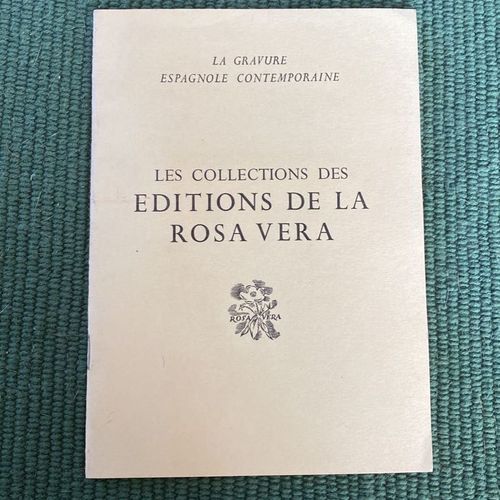 LA GRAVURE
ESPAGNOLE CONTEMPORAINE
LES COLLECTIONS DES
EDITIONS DE LA
ROSA VERA
ROSA VERA